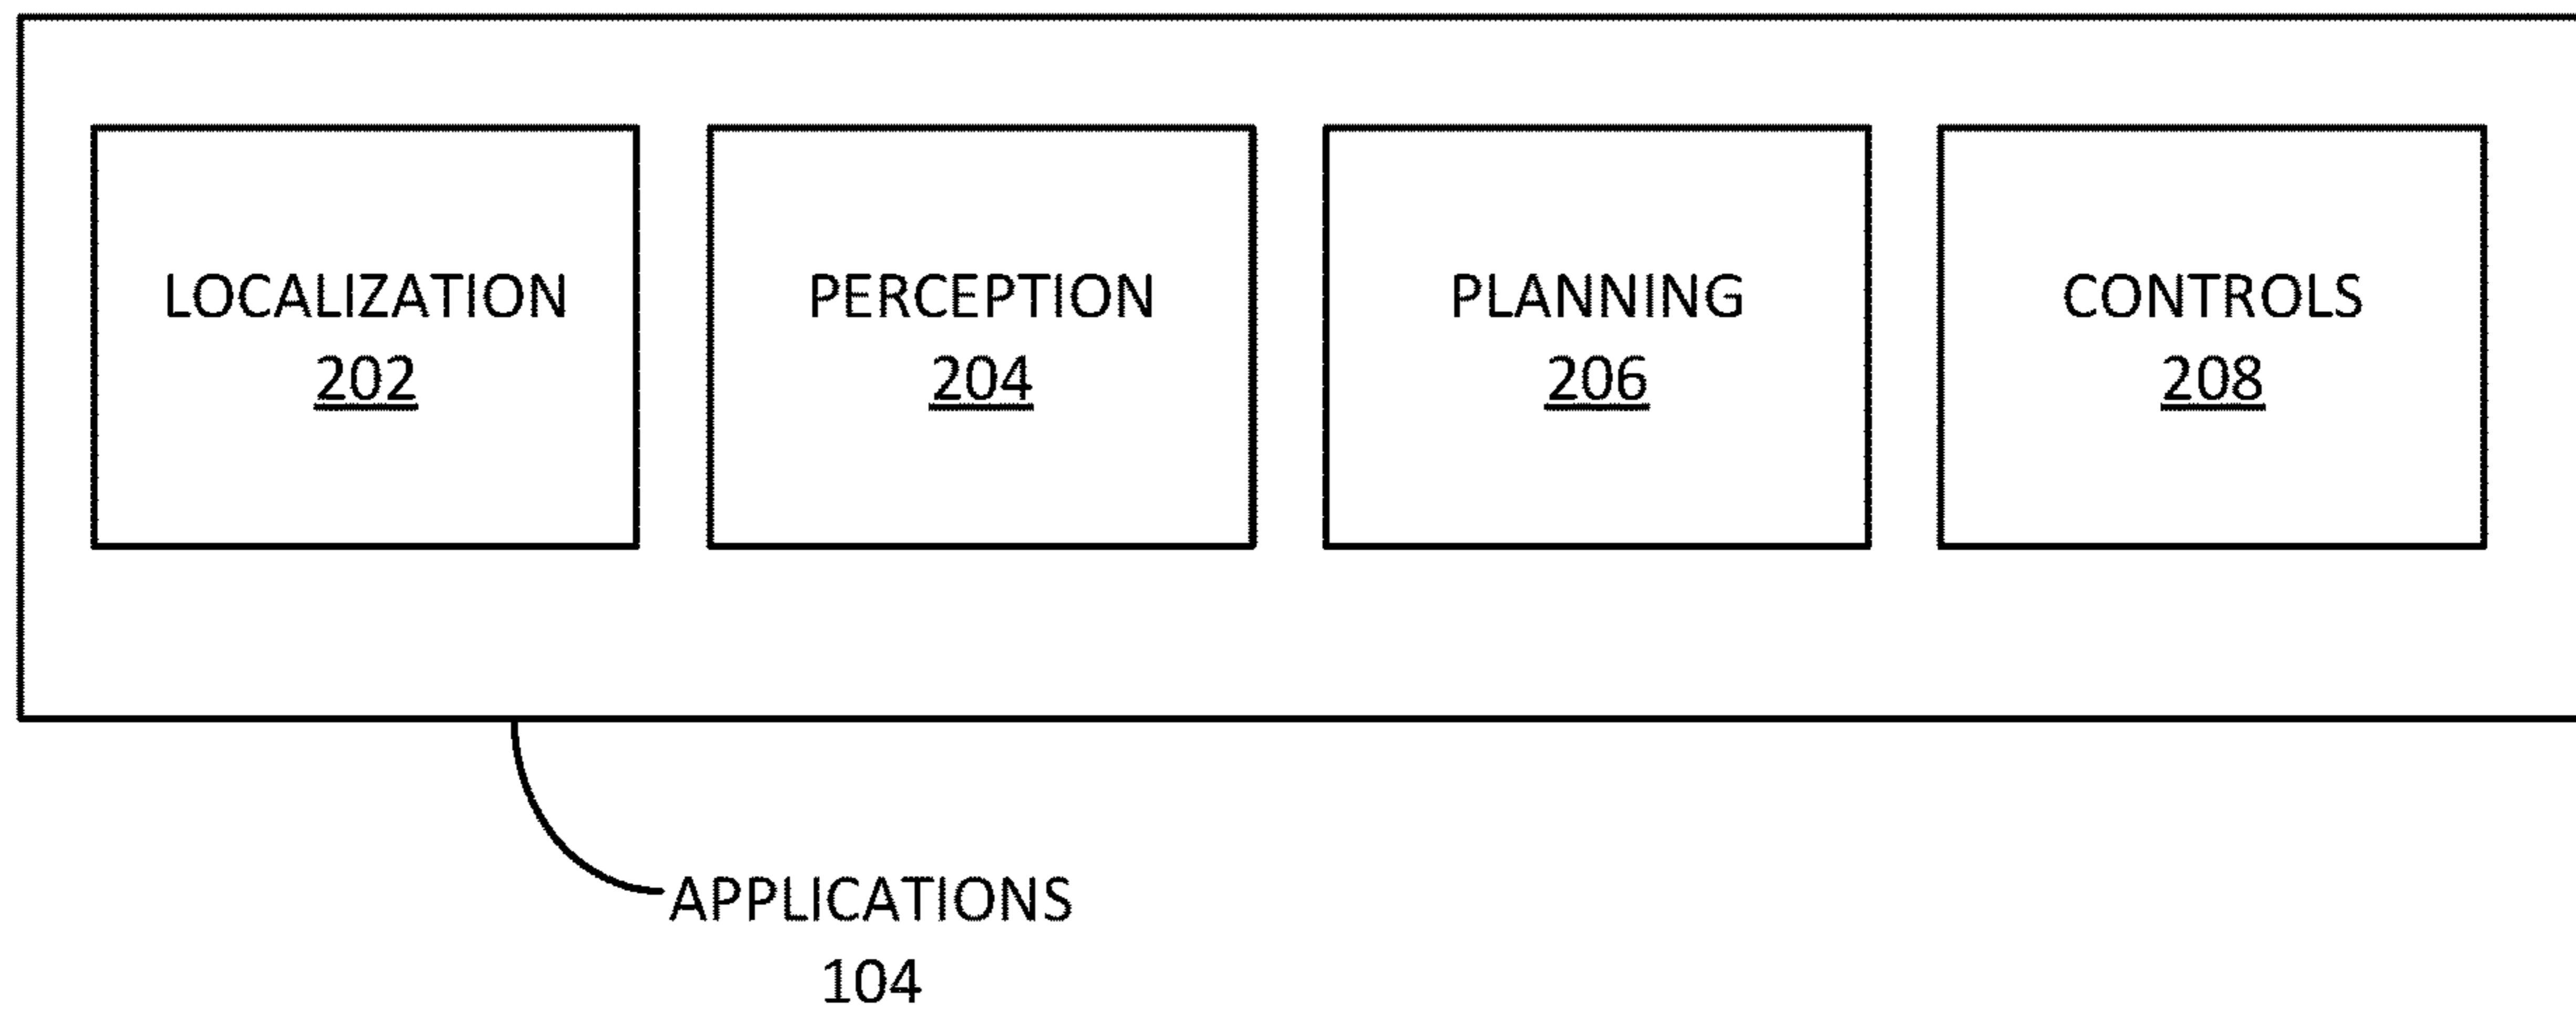 LOCALIZATION
202
PERCEPTION
204
PLANNING
206
CONTROLS
208
APPLICATIONS
104